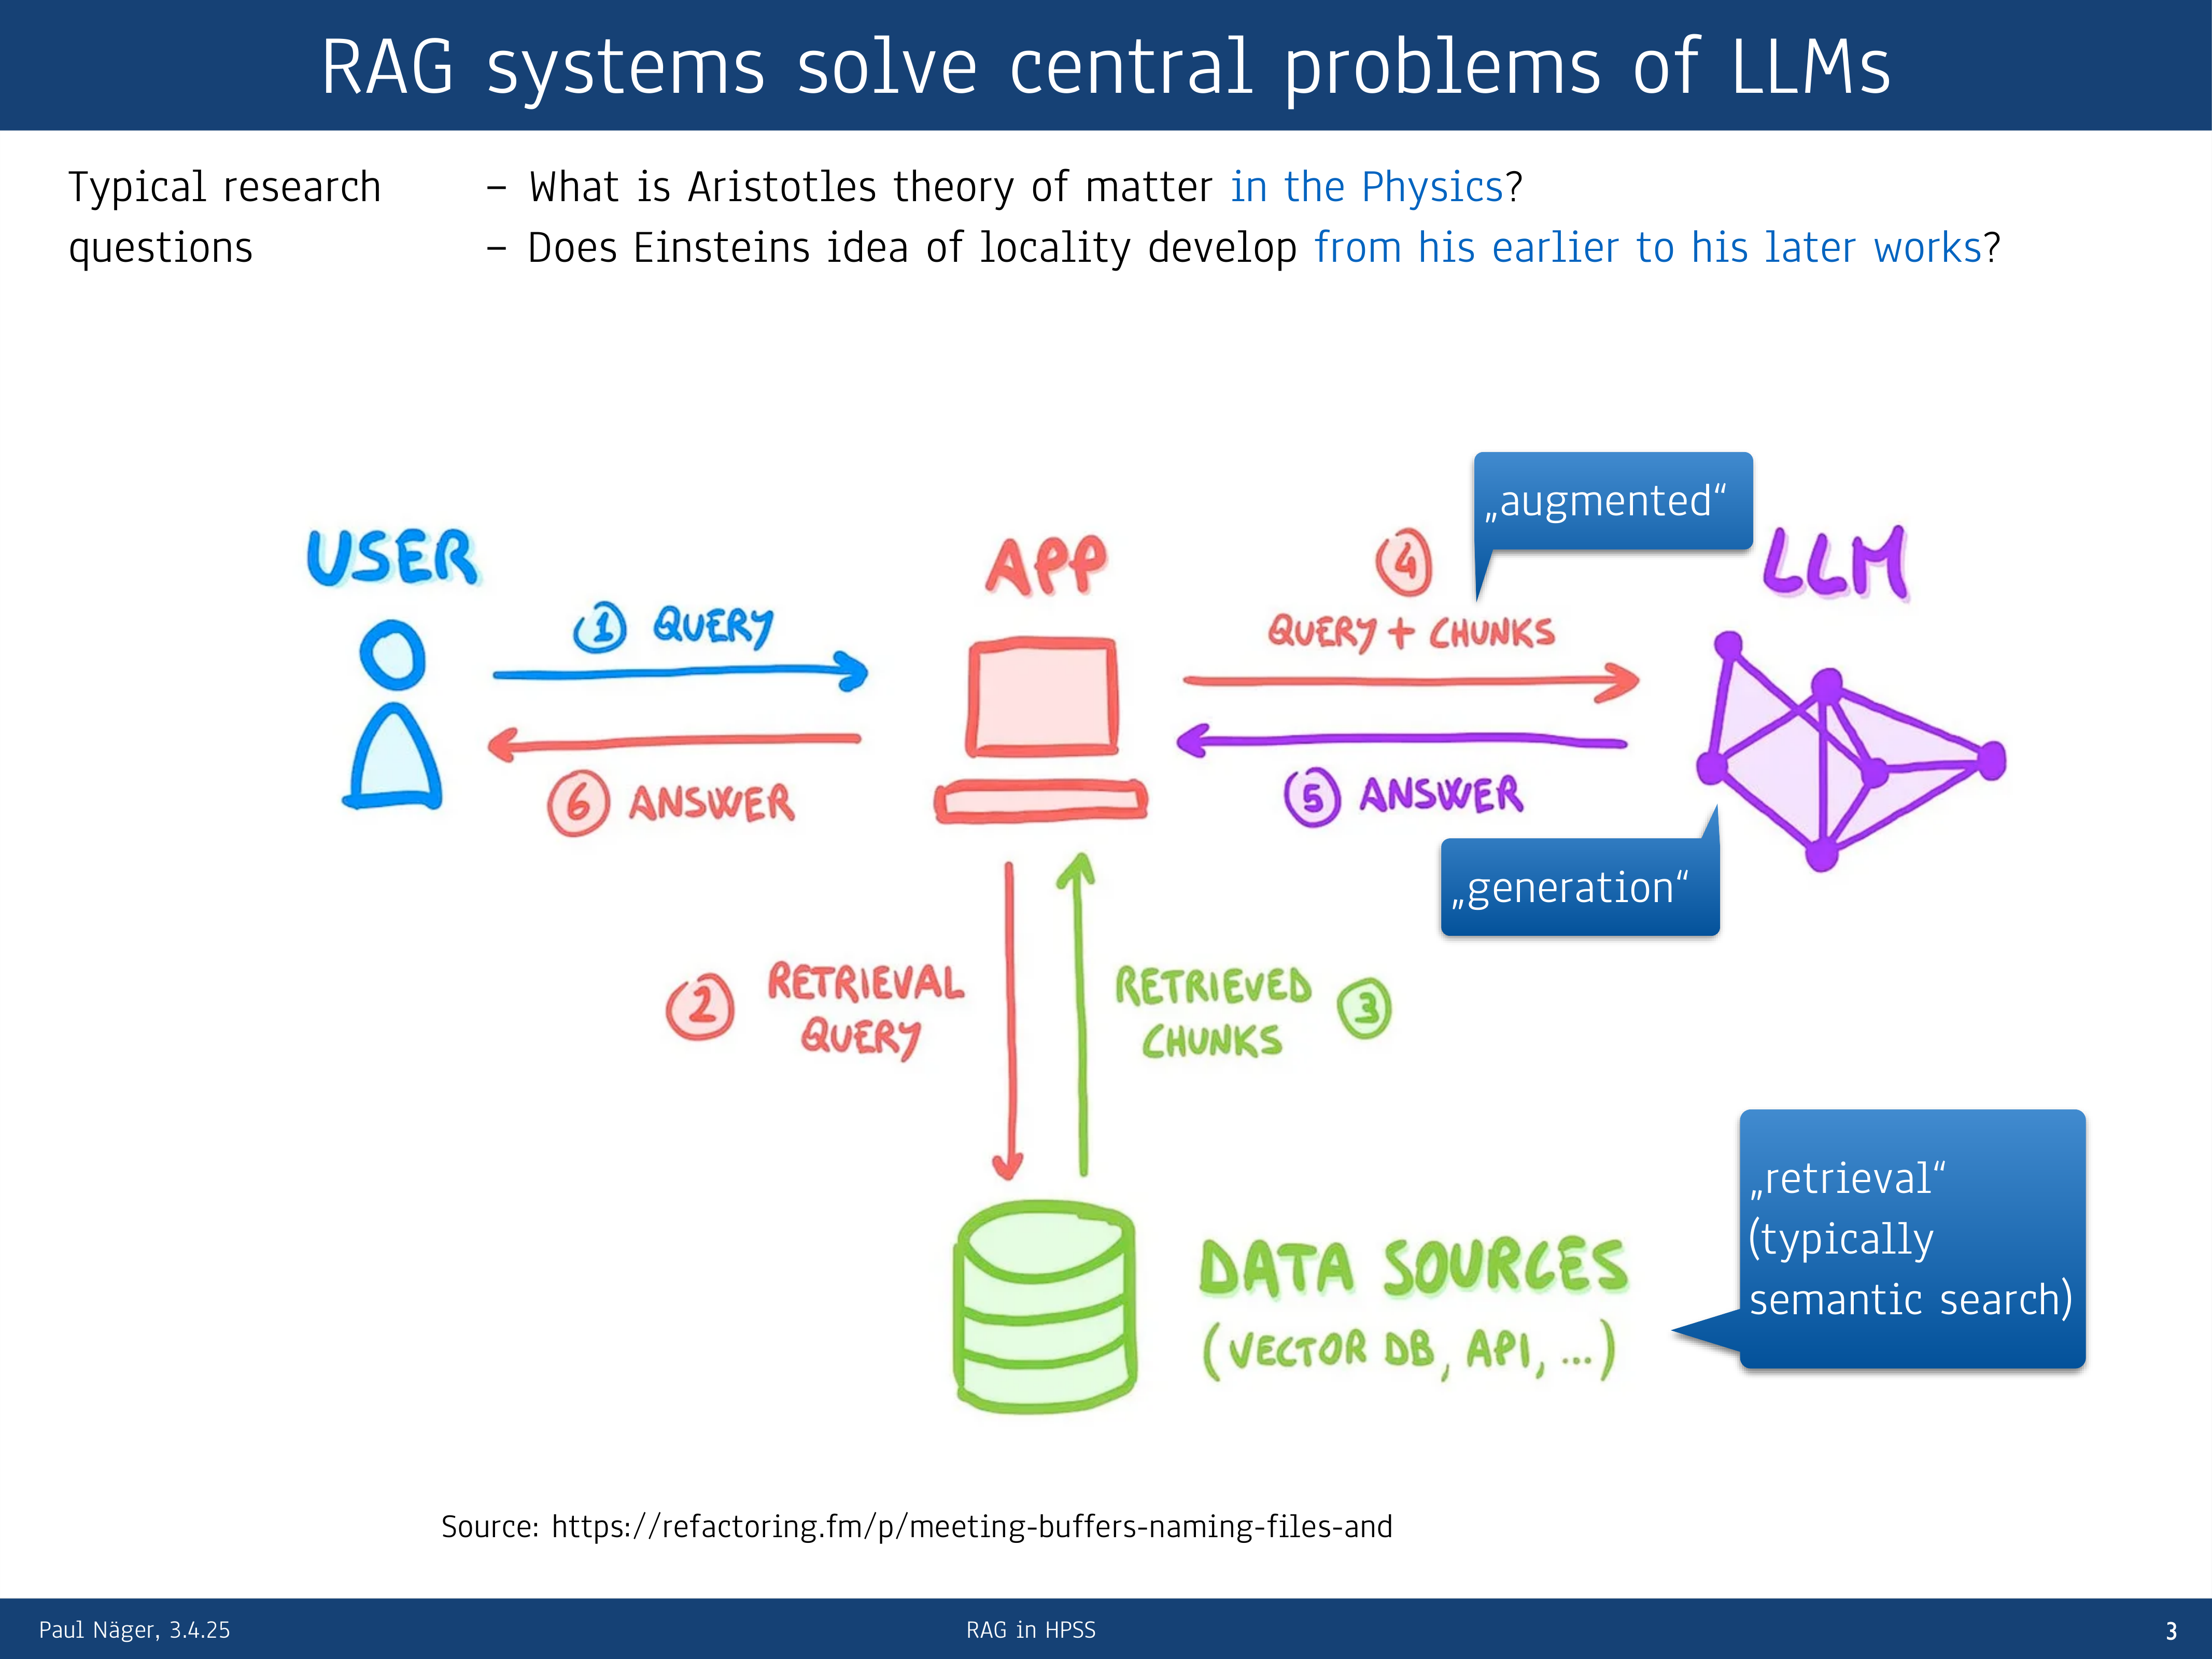 RAG systems solve central problems of LLMs
Typical research
questions
– What is Aristotles theory of matter in the Physics?
– Does Einsteins idea of locality develop from his earlier to his later works?
„augmented“
USER
APP
4
LLM
1 QUERY
QUERY + CHUNKS
6 ANSWER
5 ANSWER
„generation“
2 RETRIEVAL
QUERY
RETRIEVED
CHUNKS
3
„retrieval“
(typically
semantic search)
DATA SOURCES
(VECTOR DB, API, ...)
Source: https://refactoring.fm/p/meeting-buffers-naming-files-and
Paul Näger, 3.4.25
RAG in HPSS
3